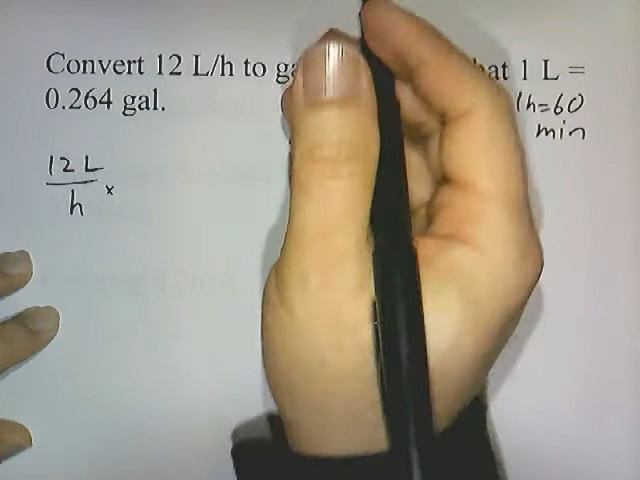 Convert 12 L/h to ga at 1 L =
0.264 gal.
1h=60
min
12 L
h ×